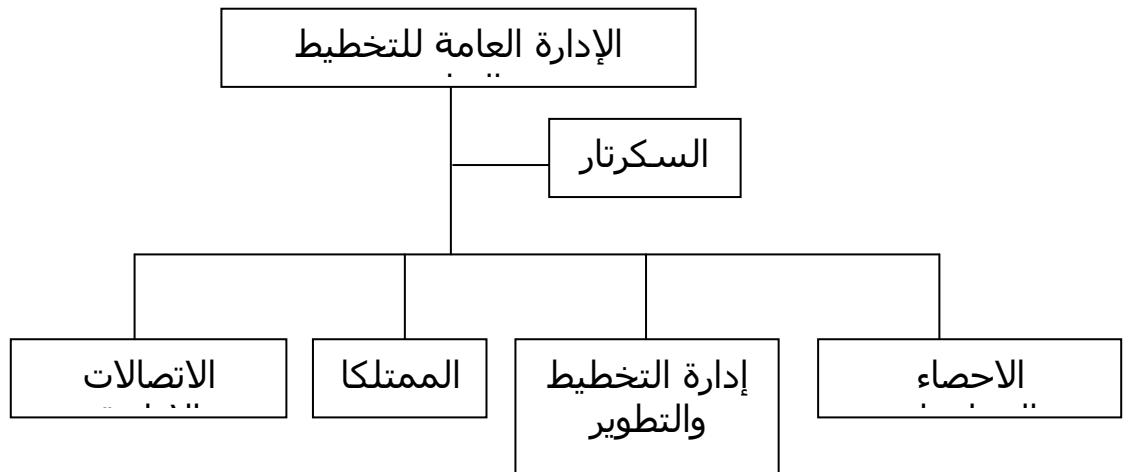 الإدارة العامة للتخطيط
السكرتار
الاحصاء
إدارة التخطيط
والتطوير
الممتلكا
الاتصالات